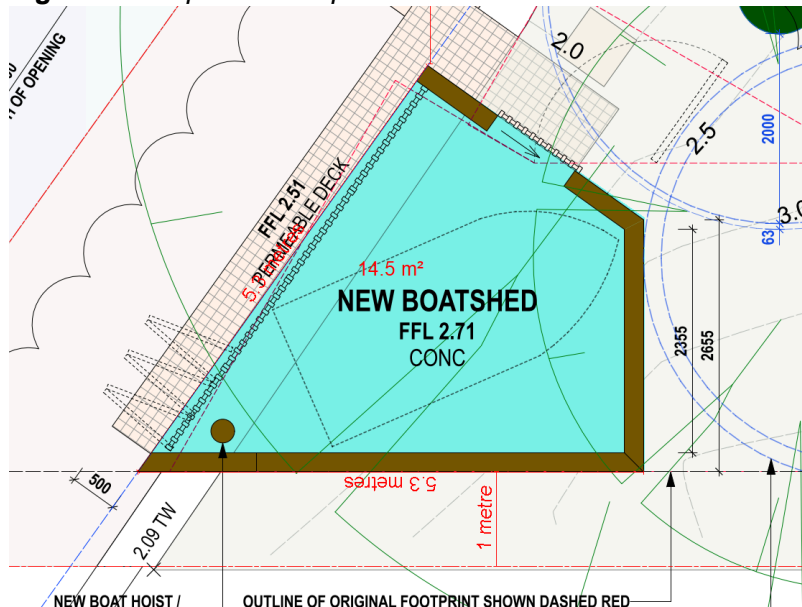 OF OPENING
2.0
2.5
3.0
2000
63
FFL 2.51
PERMEABLE DECK
14.5 m²
NEW BOATSHED
FFL 2.71
CONC
2355
2655
5.3 metres
1 metre
500
2.09 TW
NEW BOAT HOIST /
OUTLINE OF ORIGINAL FOOTPRINT SHOWN DASHED RED